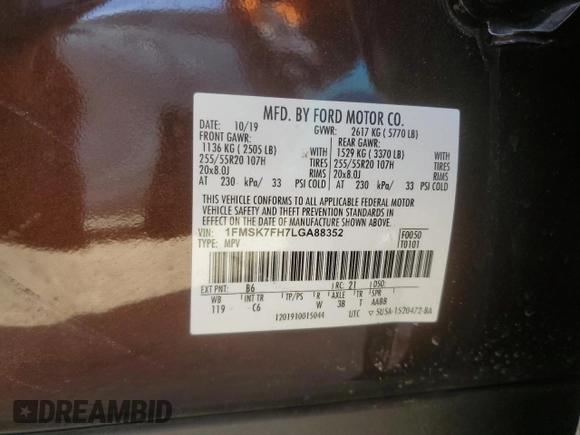 MFD. BY FORD MOTOR CO.
DATE: 10/19 GVWR: 2617 KG ( 5770 LB)
FRONT GAWR: REAR GAWR:
1136 KG ( 2505 LB) WITH 1529 KG ( 3370 LB) WITH
255/55R20 107H TIRES 255/55R20 107H TIRES
20x8.0J RIMS 20x8.0J RIMS
AT 230 kPa/ 33 PSI COLD AT 230 kPa/ 33 PSI COLD
THIS VEHICLE CONFORMS TO ALL APPLICABLE FEDERAL MOTOR
VEHICLE SAFETY AND THEFT PREVENTION STANDARDS IN
EFFECT ON THE DATE OF MANUFACTURE SHOWN ABOVE.
VIN: 1FMSK7FH7LGA88352 F0050
TYPE: MPV T0101
EXT PNT: B6 RC: 21 DSO:
WB INT TR TP/PS R AXLE TR SPR
119 C6 W 3B T AABB
1201910015044 UTC ▽ 5USA-1520472-BA
DREAMBID